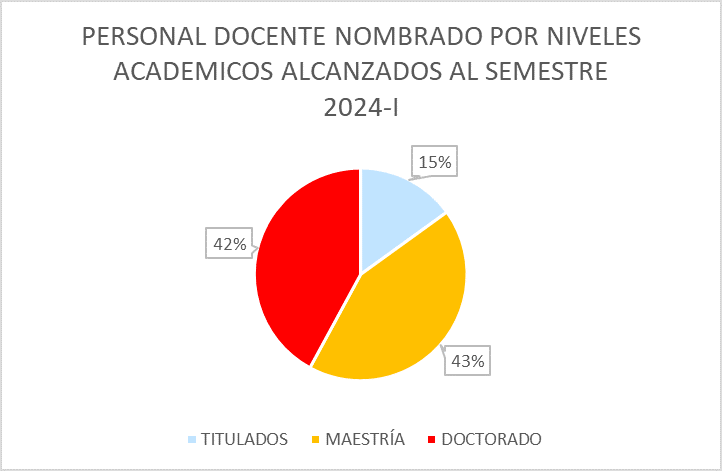 PERSONAL DOCENTE NOMBRADO POR NIVELES
ACADEMICOS ALCANZADOS AL SEMESTRE
2024-I
15%
42%
43%
TITULADOS MAESTRÍA DOCTORADO